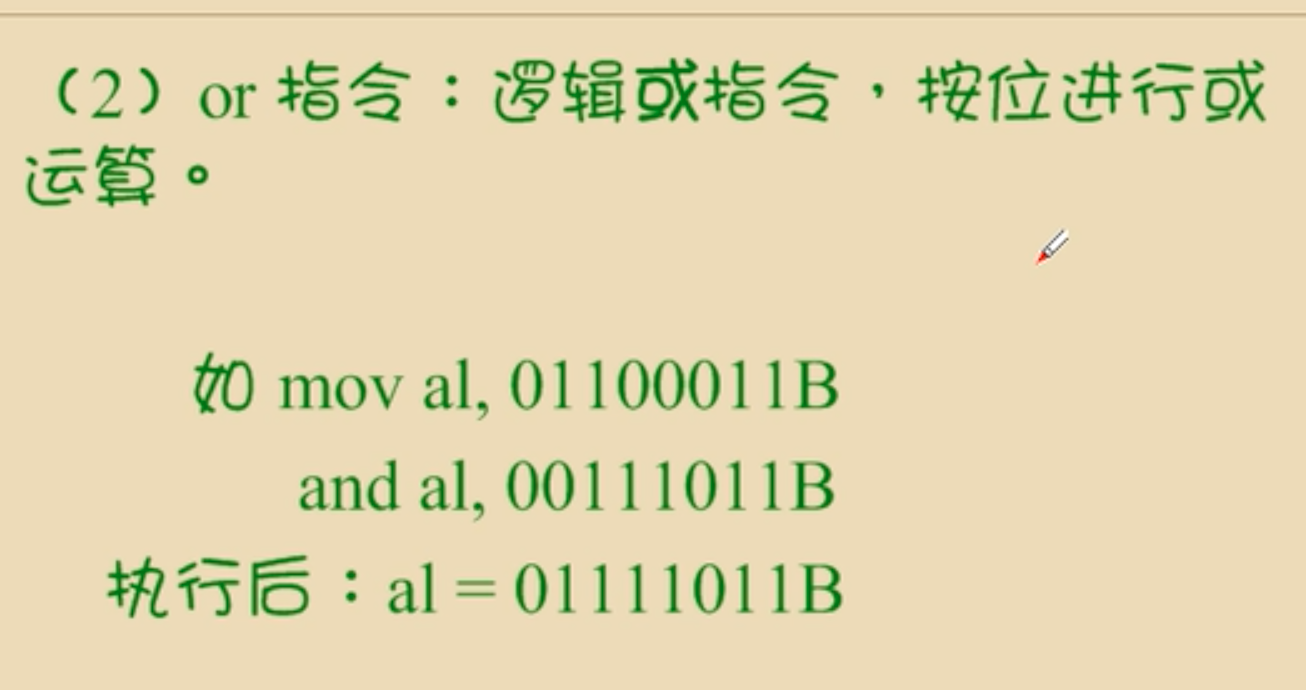 （2）or 指令：逻辑或指令，按位进行或
运算。
如 mov al, 01100011B
and al, 00111011B
执行后：al = 01111011B